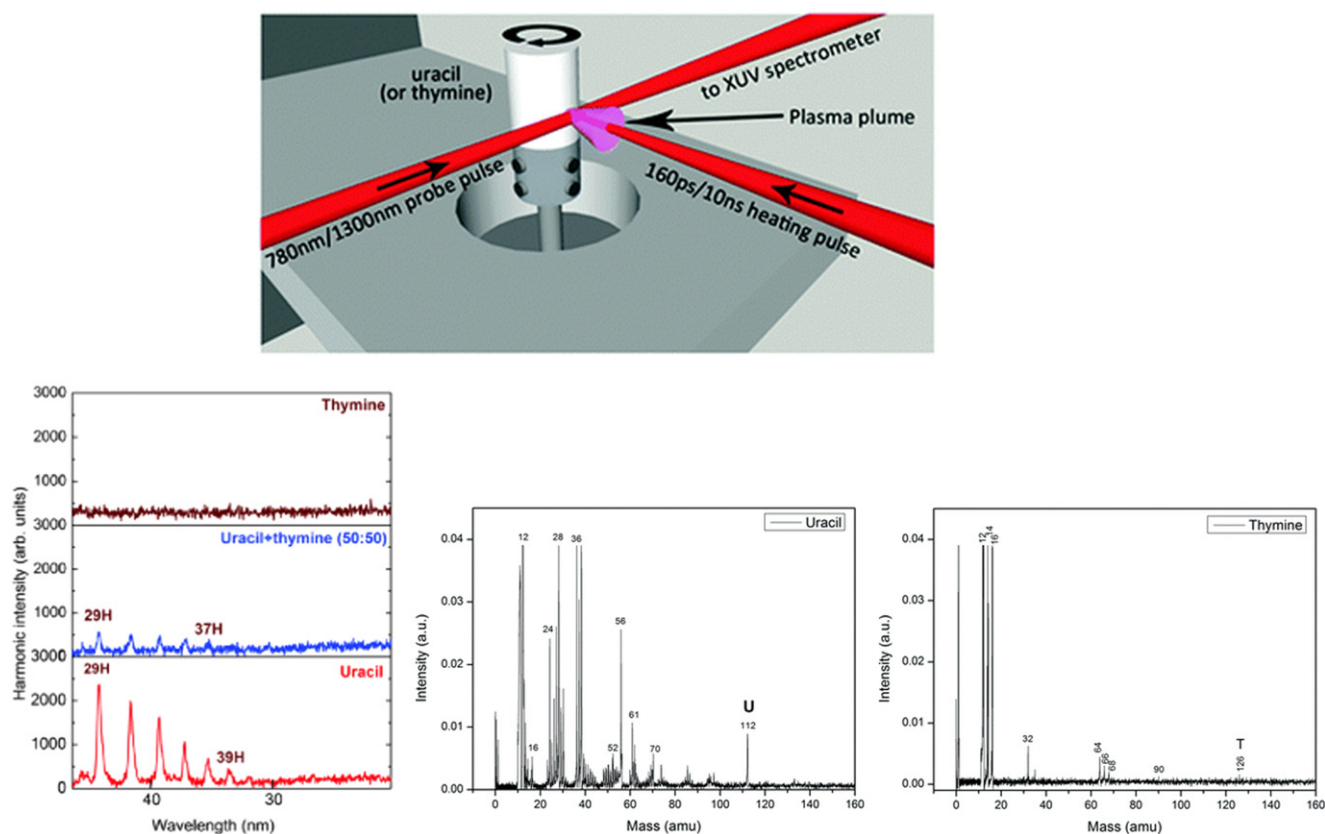 uracil
(or thymine)
to XUV spectrometer
Plasma plume
780nm/1300nm probe pulse
160ps/10ns heating pulse
Harmonic intensity (arb. units)
3000
2000
1000
3000
2000
1000
3000
2000
1000
0
Thymine
Uracil+thymine (50:50)
29H
37H
Uracil
29H
39H
40
30
Wavelength (nm)
Intensity (a.u.)
0.04
0.03
0.02
0.01
0.00
Uracil
12
28
36
24
56
16
52
61
70
U
112
0
20
40
60
80
100
120
140
160
Mass (amu)
Intensity (a.u.)
0.04
0.03
0.02
0.01
0.00
Thymine
12
14
16
32
64
66
68
90
T
126
0
20
40
60
80
100
120
140
160
Mass (amu)